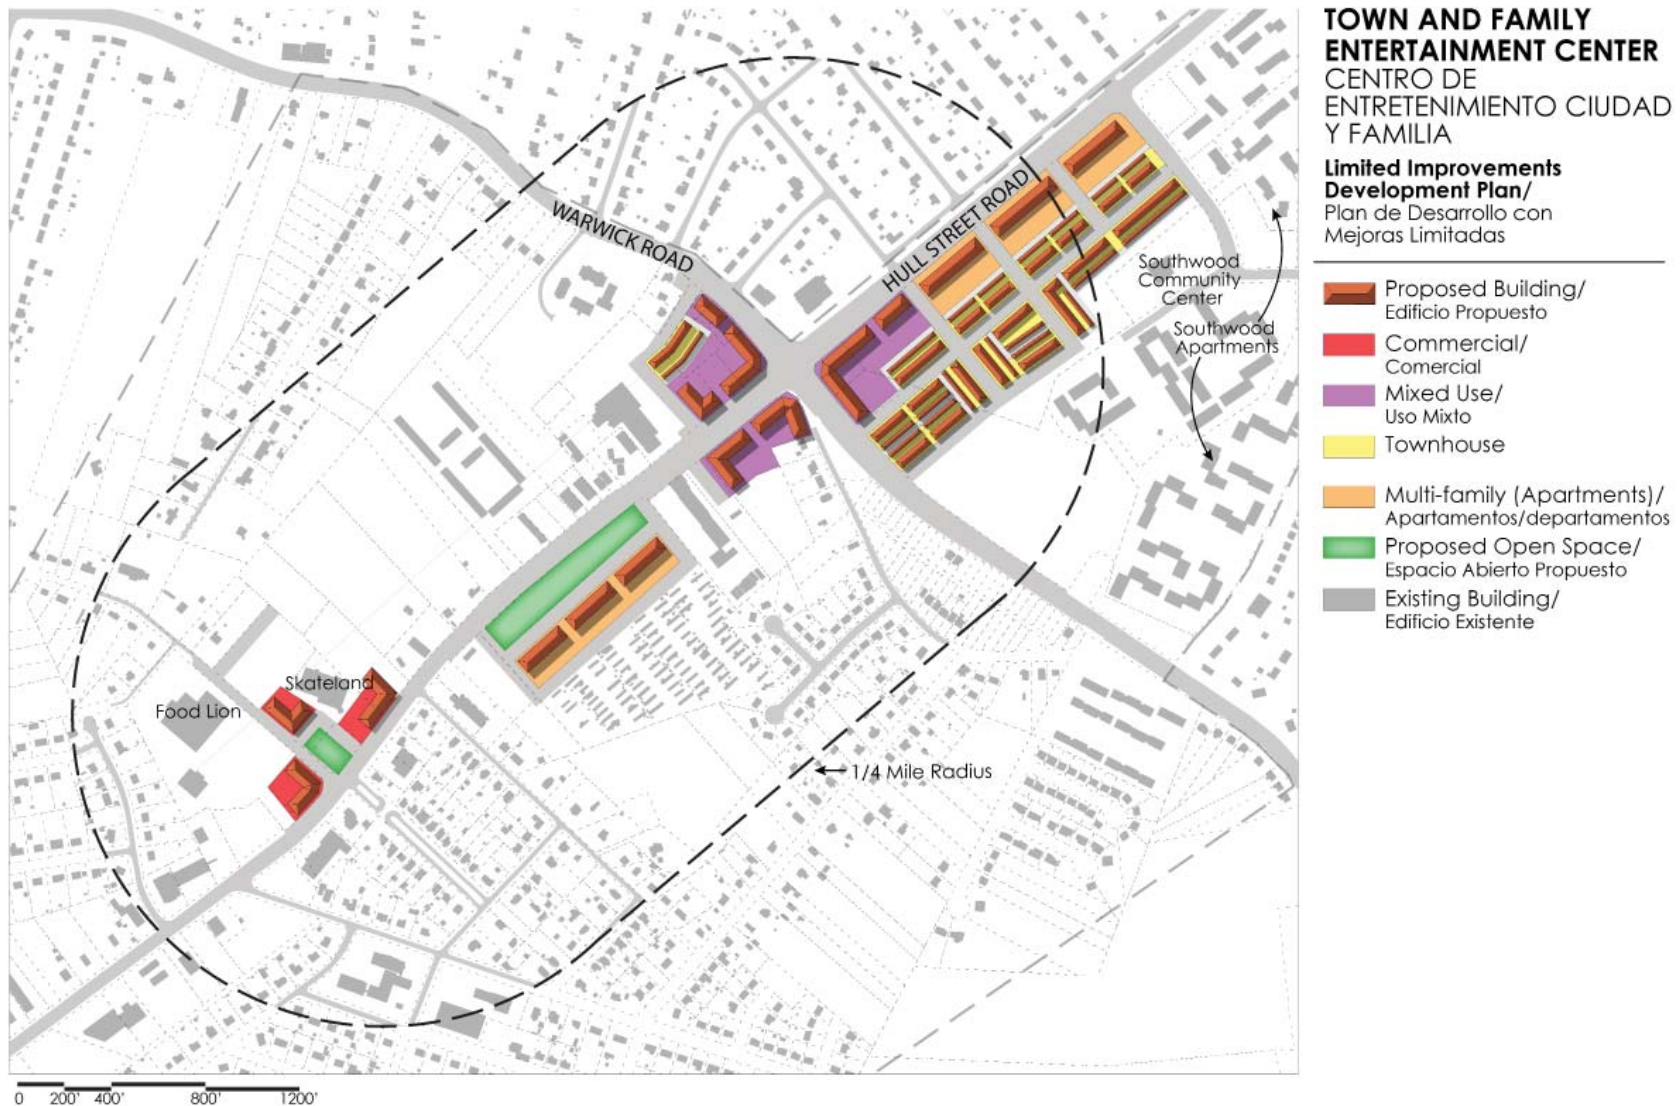 TOWN AND FAMILY
ENTERTAINMENT CENTER
CENTRO DE
ENTRETENIMIENTO CIUDAD
Y FAMILIA
Limited Improvements
Development Plan/
Plan de Desarrollo con
Mejoras Limitadas
Proposed Building/
Edificio Propuesto
Commercial/
Comercial
Mixed Use/
Uso Mixto
Townhouse
Multi-family (Apartments)/
Apartamentos/departamentos
Proposed Open Space/
Espacio Abierto Propuesto
Existing Building/
Edificio Existente
WARWICK ROAD
HULL STREET ROAD
Southwood
Community
Center
Southwood
Apartments
Skateland
Food Lion
1/4 Mile Radius
0 200' 400' 800' 1200'